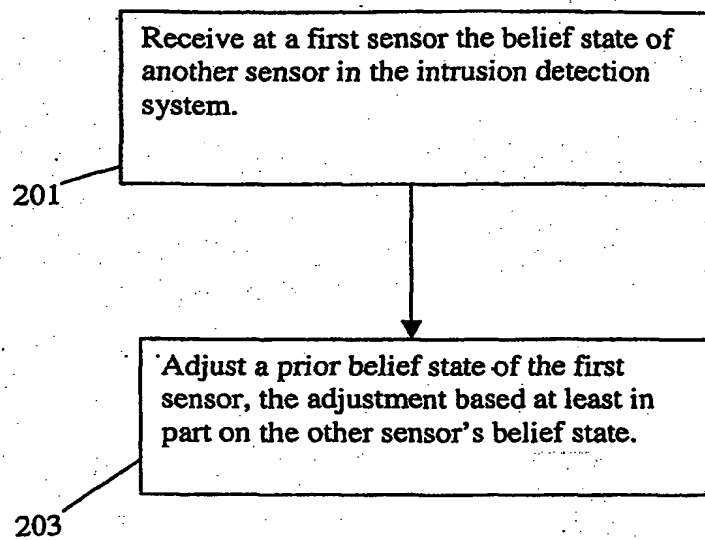 Receive at a first sensor the belief state of
another sensor in the intrusion detection
system.
201
Adjust a prior belief state of the first
sensor, the adjustment based at least in
part on the other sensor's belief state.
203